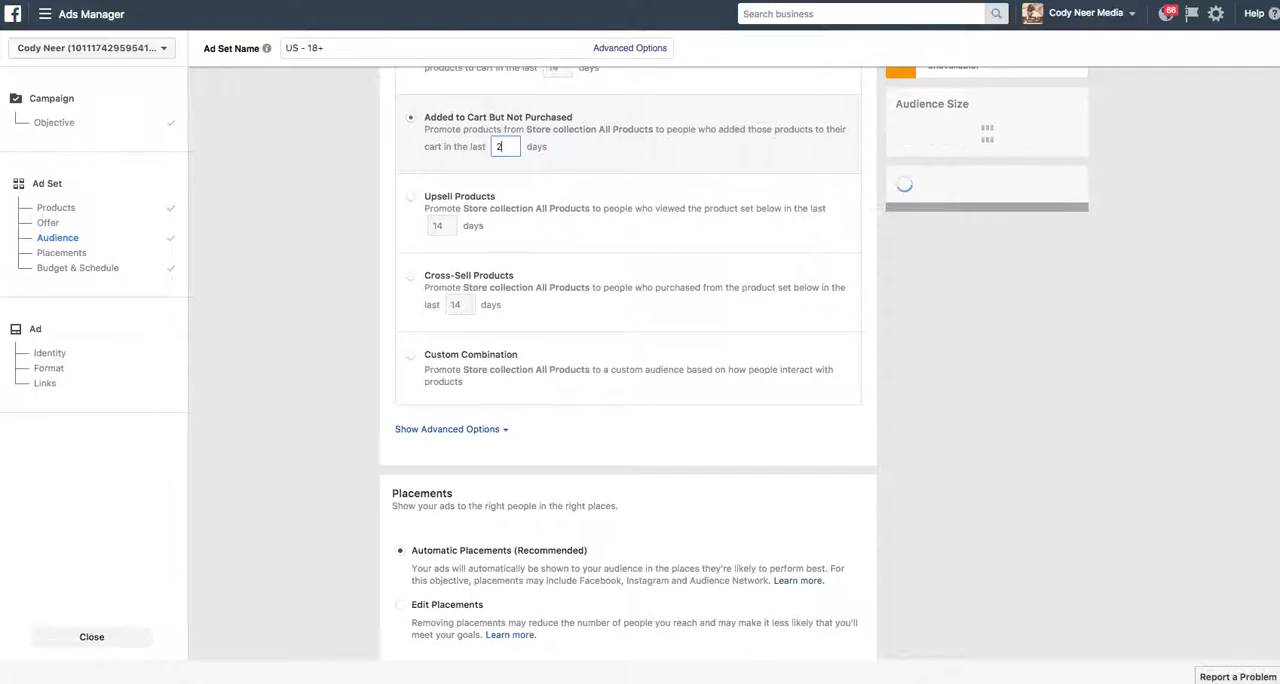 Ads Manager
Search business
Cody Neer Media
66
Help
Cody Neer (10111742959541...
Ad Set Name
US - 18+
Advanced Options
products to cart in the last 14 days
Campaign
Objective
Ad Set
Products
Offer
Audience
Placements
Budget & Schedule
Ad
Identity
Format
Links
Close
Added to Cart But Not Purchased
Promote products from Store collection All Products to people who added those products to their
cart in the last 2 days
Upsell Products
Promote Store collection All Products to people who viewed the product set below in the last
14 days
Cross-Sell Products
Promote Store collection All Products to people who purchased from the product set below in the
last 14 days
Custom Combination
Promote Store collection All Products to a custom audience based on how people interact with
products
Show Advanced Options
Placements
Show your ads to the right people in the right places.
Automatic Placements (Recommended)
Your ads will automatically be shown to your audience in the places they're likely to perform best. For
this objective, placements may include Facebook, Instagram and Audience Network. Learn more.
Edit Placements
Removing placements may reduce the number of people you reach and may make it less likely that you'll
meet your goals. Learn more.
unavailable.
Audience Size
Report a Problem